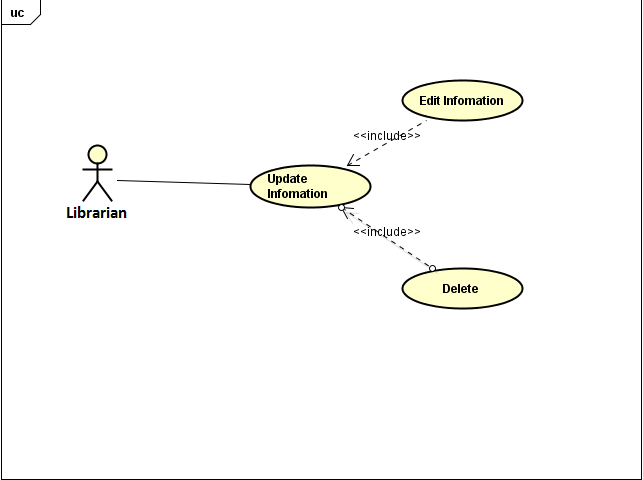 uc
Edit Infomation
<<include>>
Update
Infomation
Librarian
<<include>>
Delete